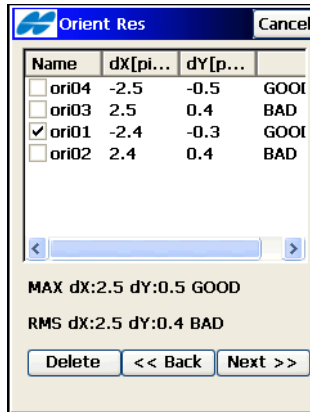 Orient Res Cancel
Name dX[pi... dY[p...
ori04 -2.5 -0.5 GOOD
ori03 2.5 0.4 BAD
ori01 -2.4 -0.3 GOOD
ori02 2.4 0.4 BAD
MAX dX:2.5 dY:0.5 GOOD
RMS dX:2.5 dY:0.4 BAD
Delete << Back Next >>